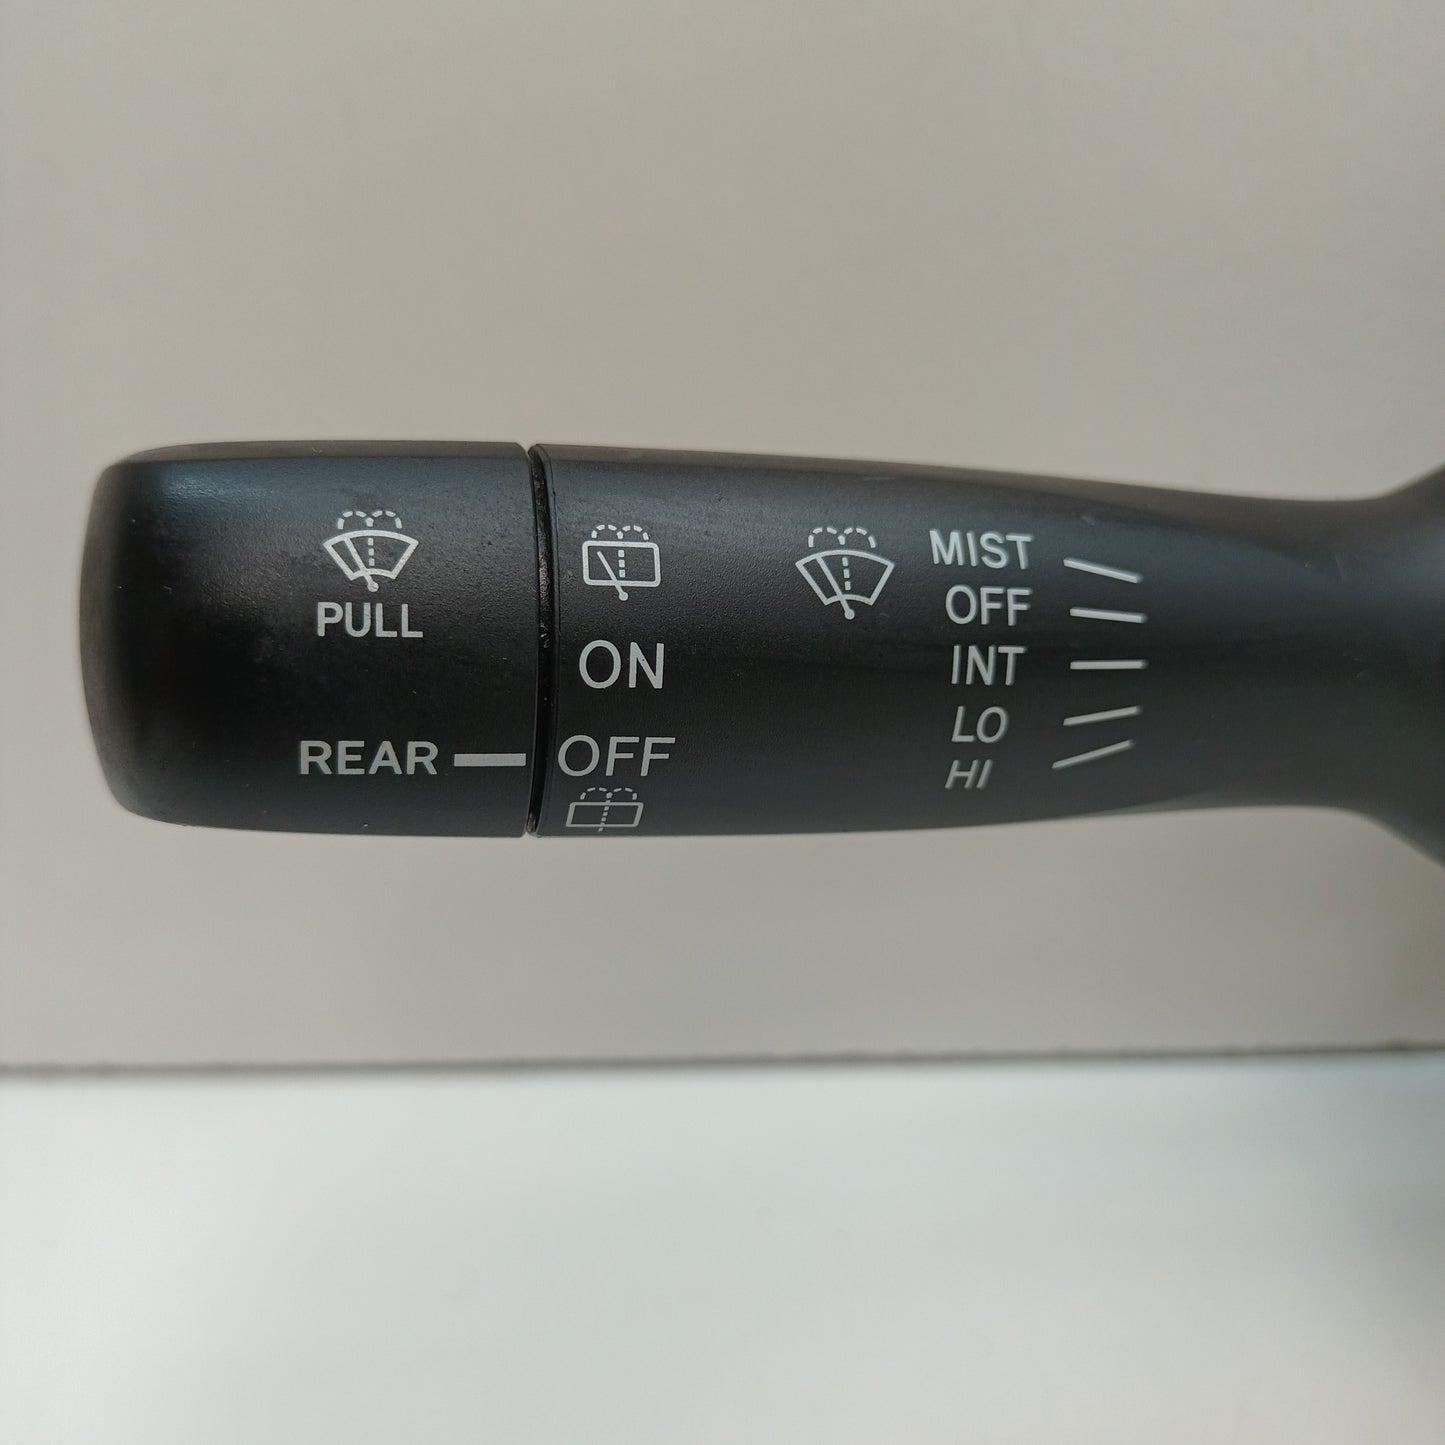 PULL
REAR
ON
OFF
MIST
OFF
INT
LO
HI